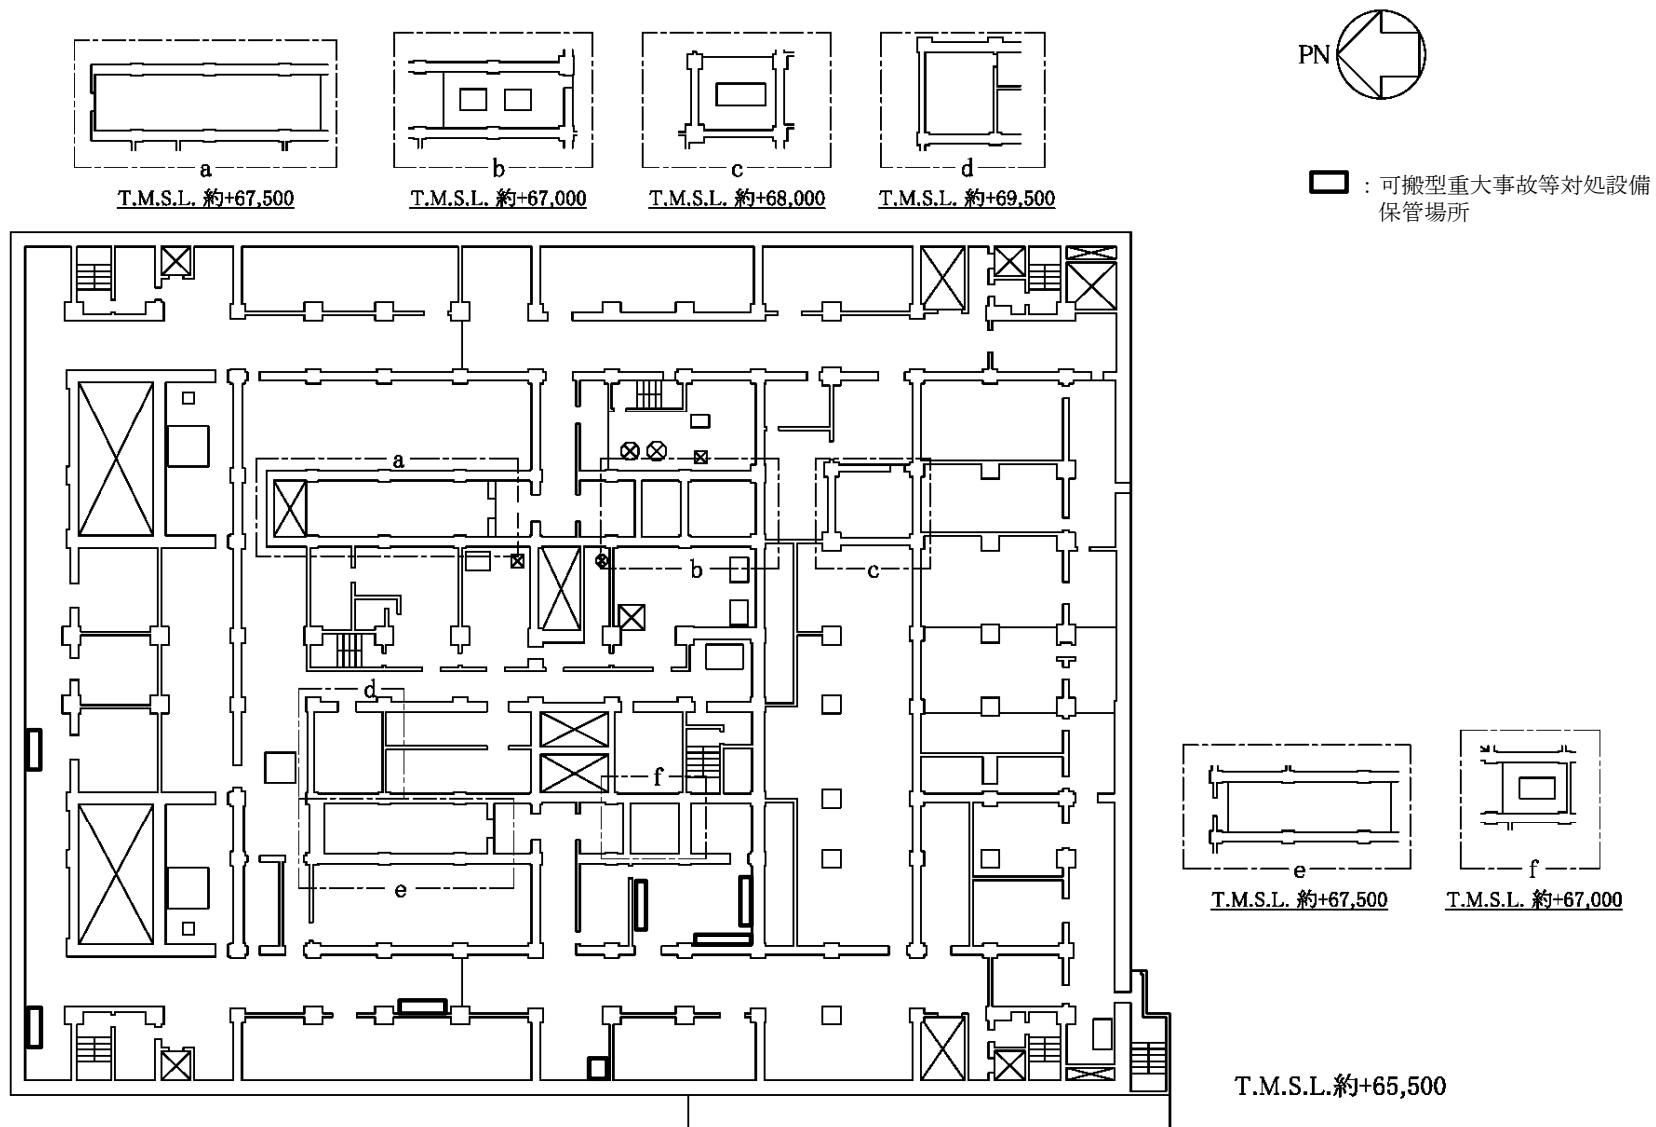 PN
：可搬型重大事故等対処設備
保管場所
a
T.M.S.L. 約+67,500
b
T.M.S.L. 約+67,000
c
T.M.S.L. 約+68,000
d
T.M.S.L. 約+69,500
a
b
c
d
f
e
e
T.M.S.L. 約+67,500
f
T.M.S.L. 約+67,000
T.M.S.L.約+65,500